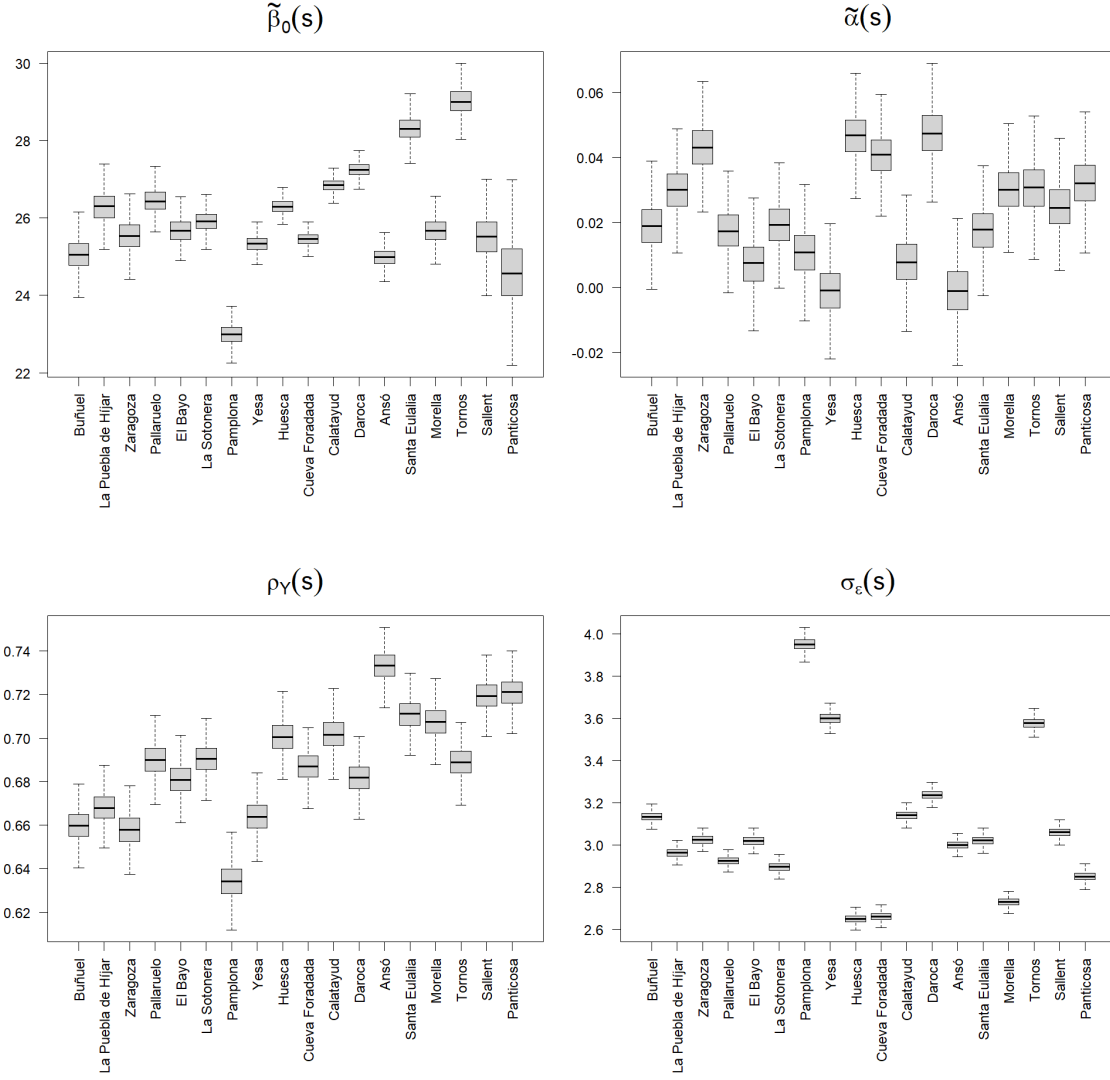 β̃₀(s)
30
28
26
24
22
Buñuel
La Puebla de Híjar
Zaragoza
Pallaruelo
El Bayo
La Sotonera
Pamplona
Yesa
Huesca
Cueva Foradada
Calatayud
Daroca
Ansó
Santa Eulalia
Morella
Tornos
Sallent
Panticosa
α̃(s)
0.06
0.04
0.02
0.00
-0.02
Buñuel
La Puebla de Híjar
Zaragoza
Pallaruelo
El Bayo
La Sotonera
Pamplona
Yesa
Huesca
Cueva Foradada
Calatayud
Daroca
Ansó
Santa Eulalia
Morella
Tornos
Sallent
Panticosa
ρY(s)
0.74
0.72
0.70
0.68
0.66
0.64
0.62
Buñuel
La Puebla de Híjar
Zaragoza
Pallaruelo
El Bayo
La Sotonera
Pamplona
Yesa
Huesca
Cueva Foradada
Calatayud
Daroca
Ansó
Santa Eulalia
Morella
Tornos
Sallent
Panticosa
σε(s)
4.0
3.8
3.6
3.4
3.2
3.0
2.8
2.6
Buñuel
La Puebla de Híjar
Zaragoza
Pallaruelo
El Bayo
La Sotonera
Pamplona
Yesa
Huesca
Cueva Foradada
Calatayud
Daroca
Ansó
Santa Eulalia
Morella
Tornos
Sallent
Panticosa